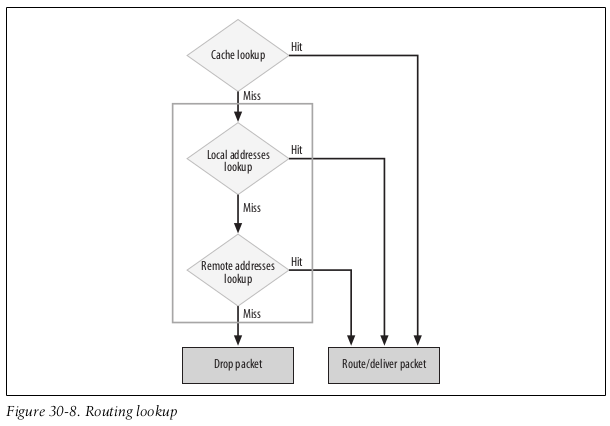 Cache lookup
Hit
Miss
Local addresses
lookup
Hit
Miss
Remote addresses
lookup
Hit
Miss
Drop packet
Route/deliver packet
Figure 30-8. Routing lookup